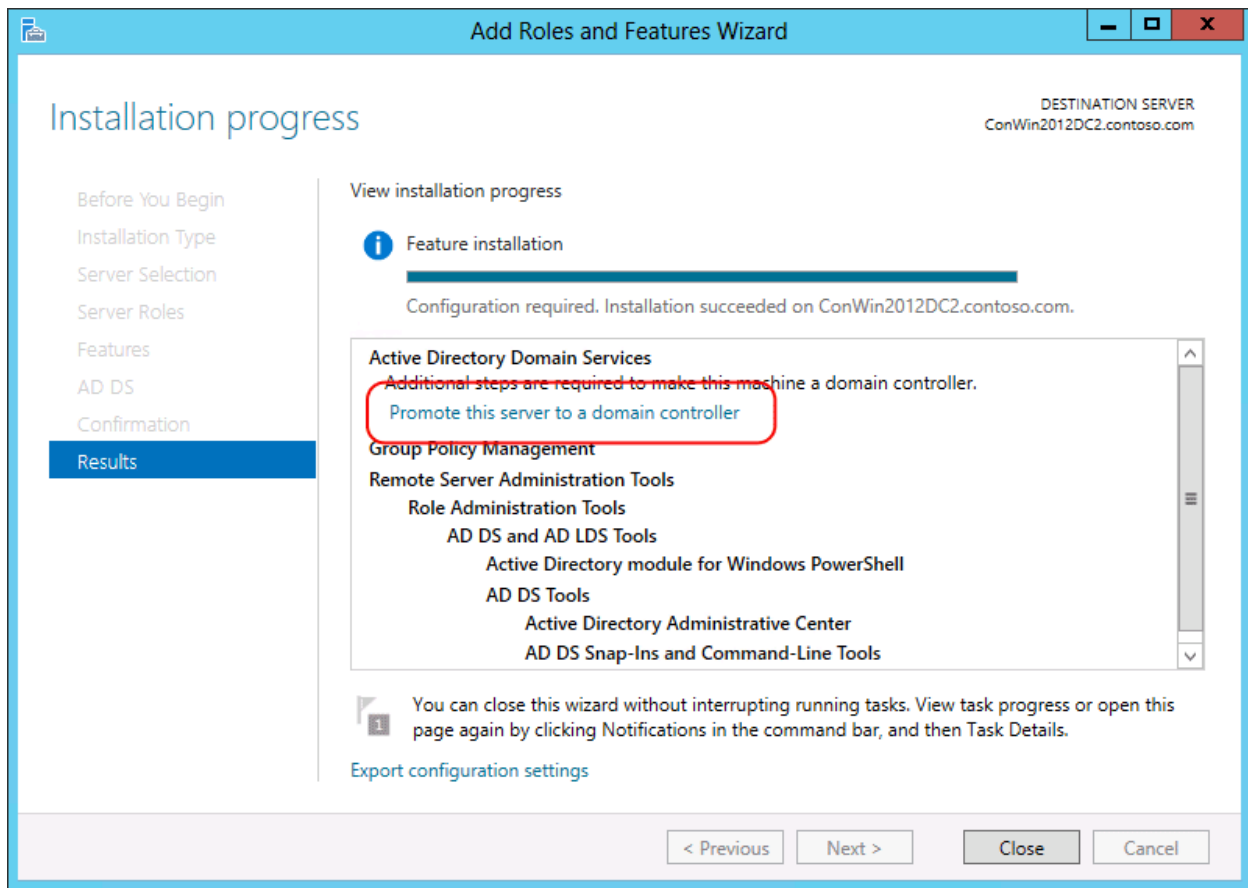 Add Roles and Features Wizard
Installation progress
DESTINATION SERVER
ConWin2012DC2.contoso.com
Before You Begin
Installation Type
Server Selection
Server Roles
Features
AD DS
Confirmation
Results
View installation progress
Feature installation
Configuration required. Installation succeeded on ConWin2012DC2.contoso.com.
Active Directory Domain Services
Additional steps are required to make this machine a domain controller.
Promote this server to a domain controller
Group Policy Management
Remote Server Administration Tools
Role Administration Tools
AD DS and AD LDS Tools
Active Directory module for Windows PowerShell
AD DS Tools
Active Directory Administrative Center
AD DS Snap-Ins and Command-Line Tools
1
You can close this wizard without interrupting running tasks. View task progress or open this
page again by clicking Notifications in the command bar, and then Task Details.
Export configuration settings
< Previous
Next >
Close
Cancel